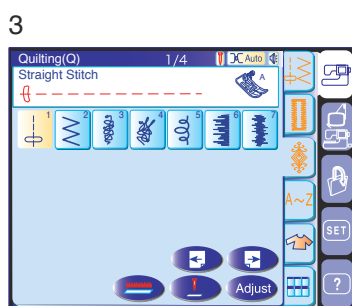 3
Quilting(Q) 1/4 Auto
Straight Stitch A
1 2 3 4 5 6 7
A~Z
SET
Adjust ?